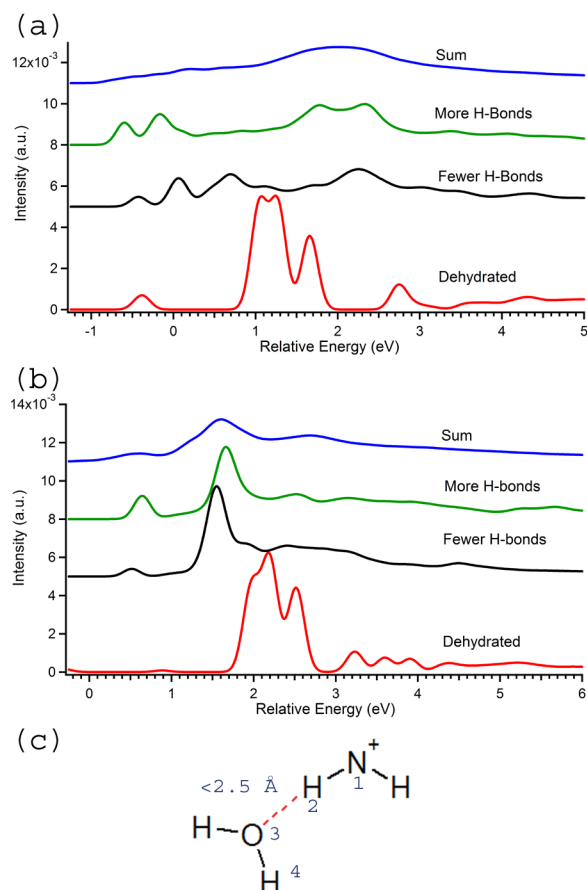 (a)
12x10⁻³
10
8
6
4
2
0
Intensity (a.u.)
Sum
More H-Bonds
Fewer H-Bonds
Dehydrated
-1 0 1 2 3 4 5
Relative Energy (eV)
(b)
14x10⁻³
12
10
8
6
4
2
0
Intensity (a.u.)
Sum
More H-bonds
Fewer H-bonds
Dehydrated
0 1 2 3 4 5 6
Relative Energy (eV)
(c)
<2.5 Å
H N + H
1
2
H O 3
H 4